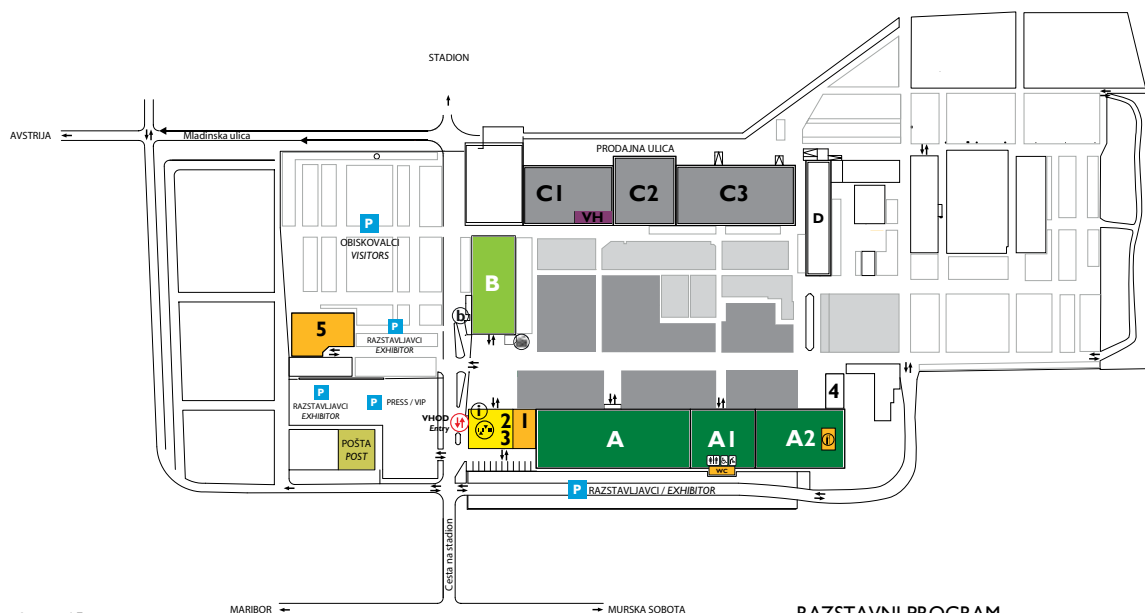 STADION
AVSTRIJA
Mladinska ulica
PRODAJNA ULICA
C1
C2
C3
VH
D
P
OBISKOVALCI
VISITORS
B
5
P
RAZSTAVLJAVCI
EXHIBITOR
P
RAZSTAVLJAVCI
EXHIBITOR
P
PRESS / VIP
VHOD
Entry
i
2
3
1
A
A1
A2
4
WC
POŠTA
POST
P
RAZSTAVLJAVCI / EXHIBITOR
Cesta na stadion
MARIBOR
MURSKA SOBOTA
RAZSTAVNI PROGRAM